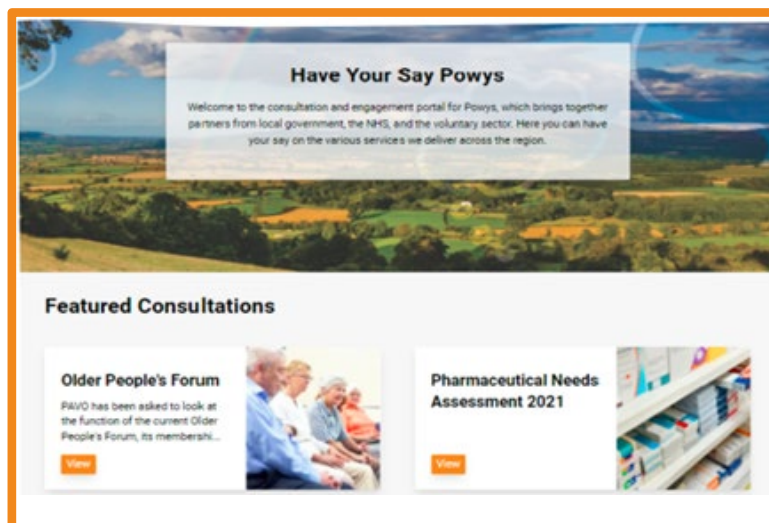 Have Your Say Powys
Welcome to the consultation and engagement portal for Powys, which brings together
partners from local government, the NHS, and the voluntary sector. Here you can have
your say on the various services we deliver across the region.
Featured Consultations
Older People's Forum
PAVO has been asked to look at
the function of the current Older
People's Forum, its membershi...
View
Pharmaceutical Needs
Assessment 2021
View